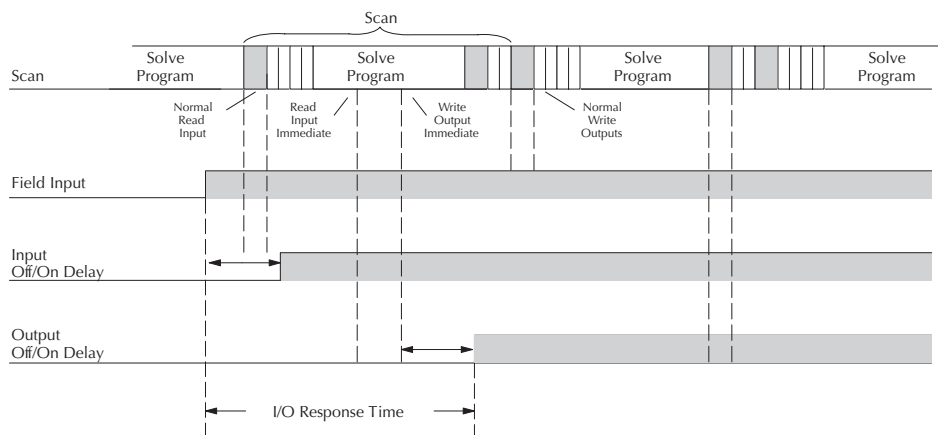 Scan
Solve
Program
Solve
Program
Solve
Program
Solve
Program
Scan
Normal
Read
Input
Read
Input
Immediate
Write
Output
Immediate
Normal
Write
Outputs
Field Input
Input
Off/On Delay
Output
Off/On Delay
I/O Response Time